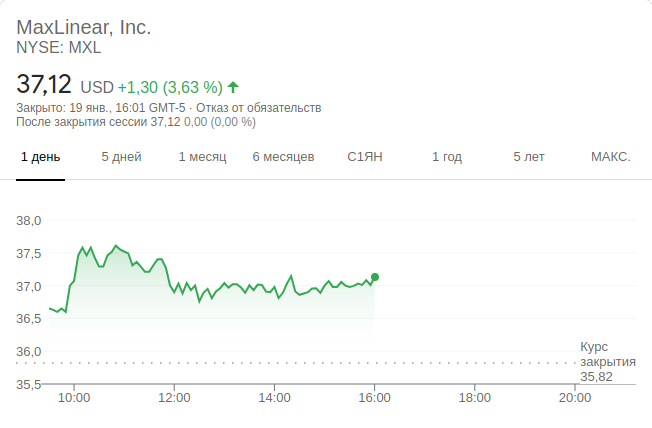 MaxLinear, Inc.
NYSE: MXL
37,12 USD +1,30 (3,63 %)
Закрыто: 19 янв., 16:01 GMT-5 · Отказ от обязательств
После закрытия сессии 37,12 0,00 (0,00 %)
1 день 5 дней 1 месяц 6 месяцев С1ЯН 1 год 5 лет МАКС.
38,0
37,5
37,0
36,5
36,0
35,5
Курс
закрытия
35,82
10:00 12:00 14:00 16:00 18:00 20:00